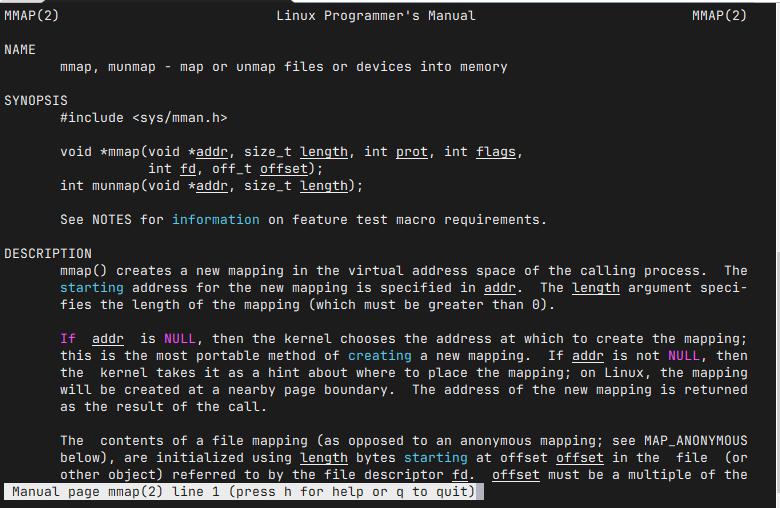 MMAP(2) Linux Programmer's Manual MMAP(2)
NAME
mmap, munmap - map or unmap files or devices into memory
SYNOPSIS
#include <sys/mman.h>
void *mmap(void *addr, size_t length, int prot, int flags,
int fd, off_t offset);
int munmap(void *addr, size_t length);
See NOTES for information on feature test macro requirements.
DESCRIPTION
mmap() creates a new mapping in the virtual address space of the calling process. The
starting address for the new mapping is specified in addr. The length argument speci-
fies the length of the mapping (which must be greater than 0).
If addr is NULL, then the kernel chooses the address at which to create the mapping;
this is the most portable method of creating a new mapping. If addr is not NULL, then
the kernel takes it as a hint about where to place the mapping; on Linux, the mapping
will be created at a nearby page boundary. The address of the new mapping is returned
as the result of the call.
The contents of a file mapping (as opposed to an anonymous mapping; see MAP_ANONYMOUS
below), are initialized using length bytes starting at offset offset in the file (or
other object) referred to by the file descriptor fd. offset must be a multiple of the
Manual page mmap(2) line 1 (press h for help or q to quit)